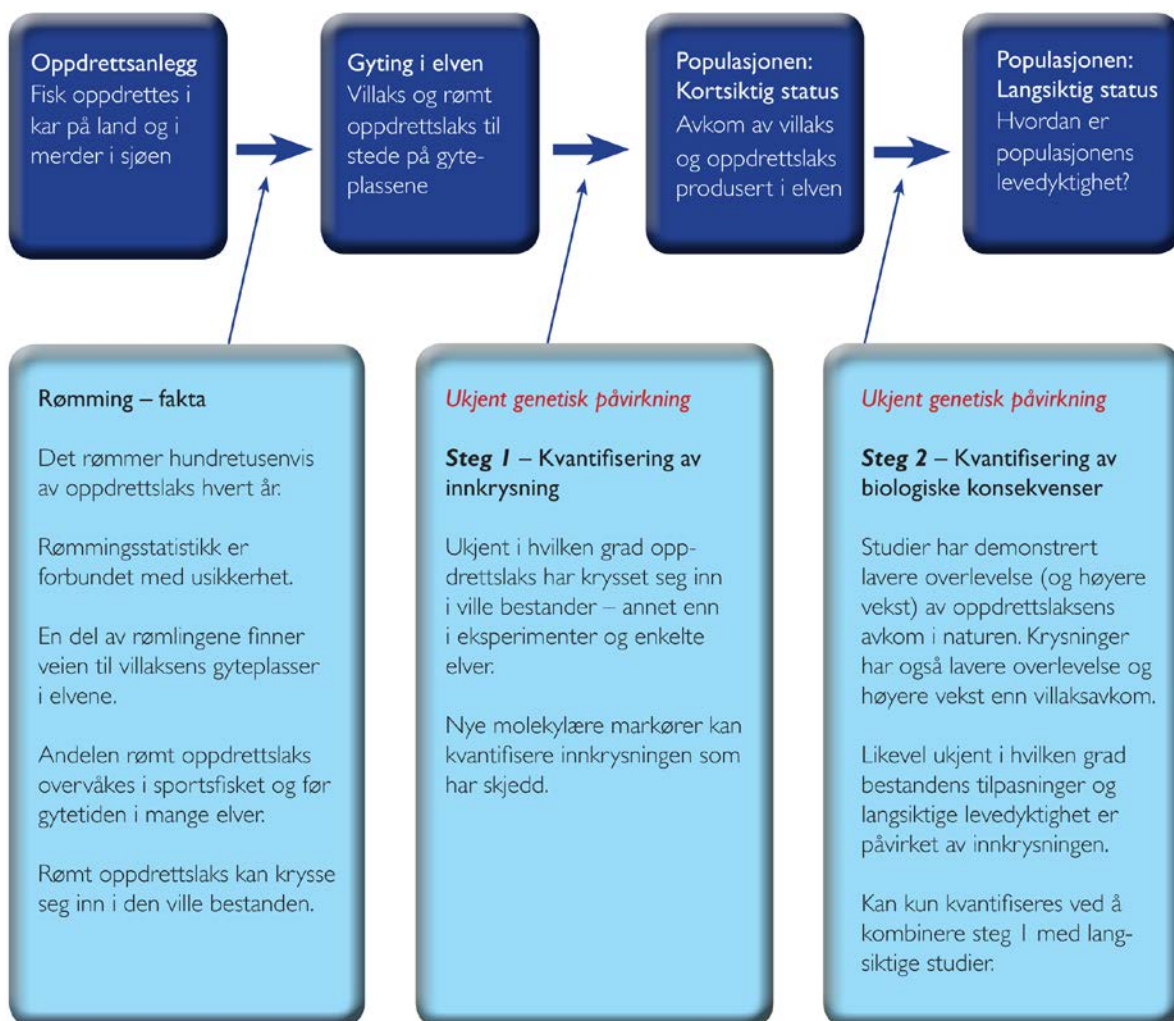 Oppdrettsanlegg
Fisk oppdrettes i
kar på land og i
merder i sjøen
Gyting i elven
Villaks og rømt
oppdrettslaks til
stede på gyte-
plassene
Populasjonen:
Kortsiktig status
Avkom av villaks
og oppdrettslaks
produsert i elven
Populasjonen:
Langsiktig status
Hvordan er
populasjonens
levedyktighet?
Rømming – fakta
Det rømmer hundretusenvis
av oppdrettslaks hvert år.
Rømmingsstatistikk er
forbundet med usikkerhet.
En del av rømlingene finner
veien til villaksens gyteplasser
i elvene.
Andelen rømt oppdrettslaks
overvåkes i sportsfisket og før
gytetiden i mange elver.
Rømt oppdrettslaks kan krysse
seg inn i den ville bestanden.
Ukjent genetisk påvirkning
Steg 1 – Kvantifisering av
innkrysning
Ukjent i hvilken grad opp-
drettslaks har krysset seg inn
i ville bestander – annet enn
i eksperimenter og enkelte
elver.
Nye molekylære markører kan
kvantifisere innkrysningen som
har skjedd.
Ukjent genetisk påvirkning
Steg 2 – Kvantifisering av
biologiske konsekvenser
Studier har demonstrert
lavere overlevelse (og høyere
vekst) av oppdrettslaksens
avkom i naturen. Krysninger
har også lavere overlevelse og
høyere vekst enn villaksavkom.
Likevel ukjent i hvilken grad
bestandens tilpasninger og
langsiktige levedyktighet er
påvirket av innkrysningen.
Kan kun kvantifiseres ved å
kombinere steg 1 med lang-
siktige studier.